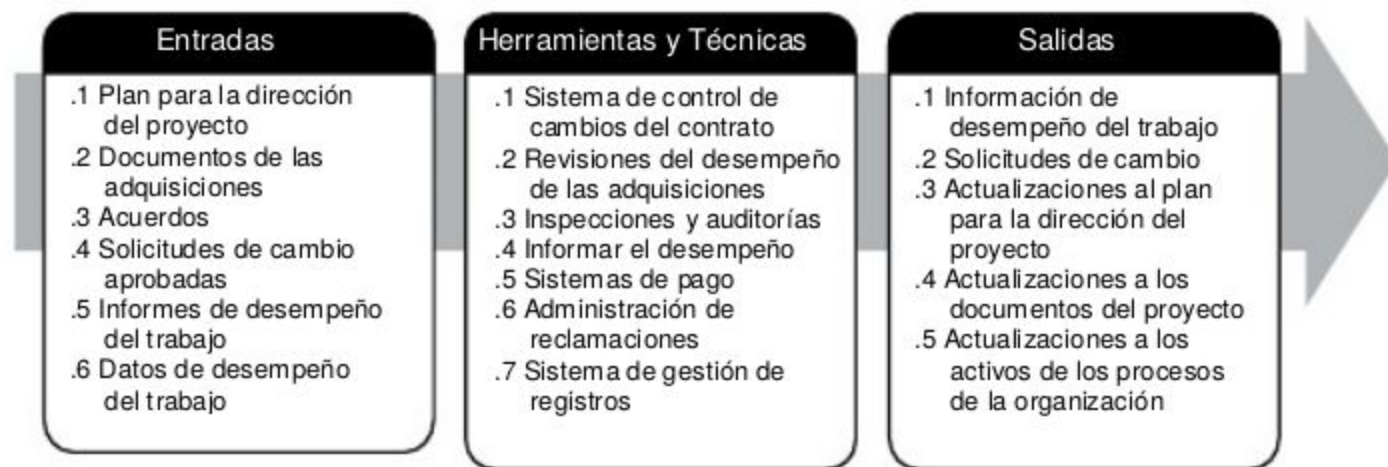 Entradas
.1 Plan para la dirección
del proyecto
.2 Documentos de las
adquisiciones
.3 Acuerdos
.4 Solicitudes de cambio
aprobadas
.5 Informes de desempeño
del trabajo
.6 Datos de desempeño
del trabajo
Herramientas y Técnicas
.1 Sistema de control de
cambios del contrato
.2 Revisiones del desempeño
de las adquisiciones
.3 Inspecciones y auditorías
.4 Informar el desempeño
.5 Sistemas de pago
.6 Administración de
reclamaciones
.7 Sistema de gestión de
registros
Salidas
.1 Información de
desempeño del trabajo
.2 Solicitudes de cambio
.3 Actualizaciones al plan
para la dirección del
proyecto
.4 Actualizaciones a los
documentos del proyecto
.5 Actualizaciones a los
activos de los procesos
de la organización